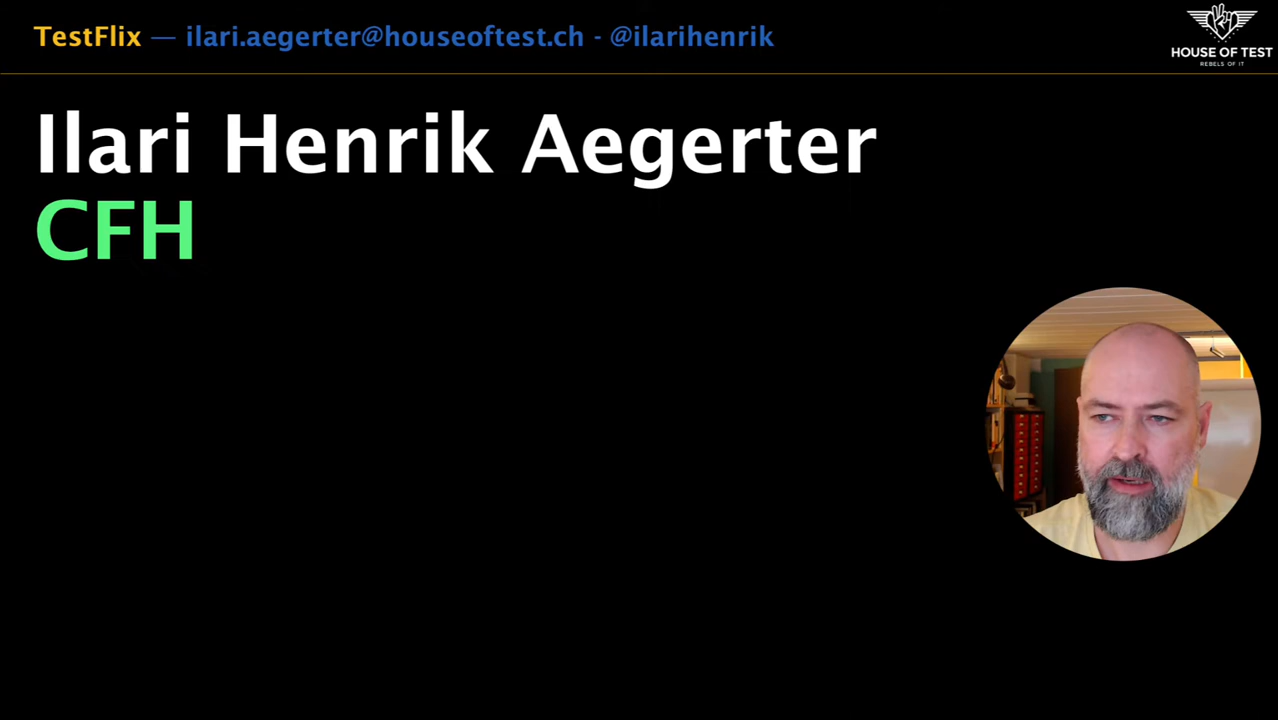 TestFlix — ilari.aegerter@houseoftest.ch - @ilarihenrik
HOUSE OF TEST
REBELS OF IT
Ilari Henrik Aegerter
CFH